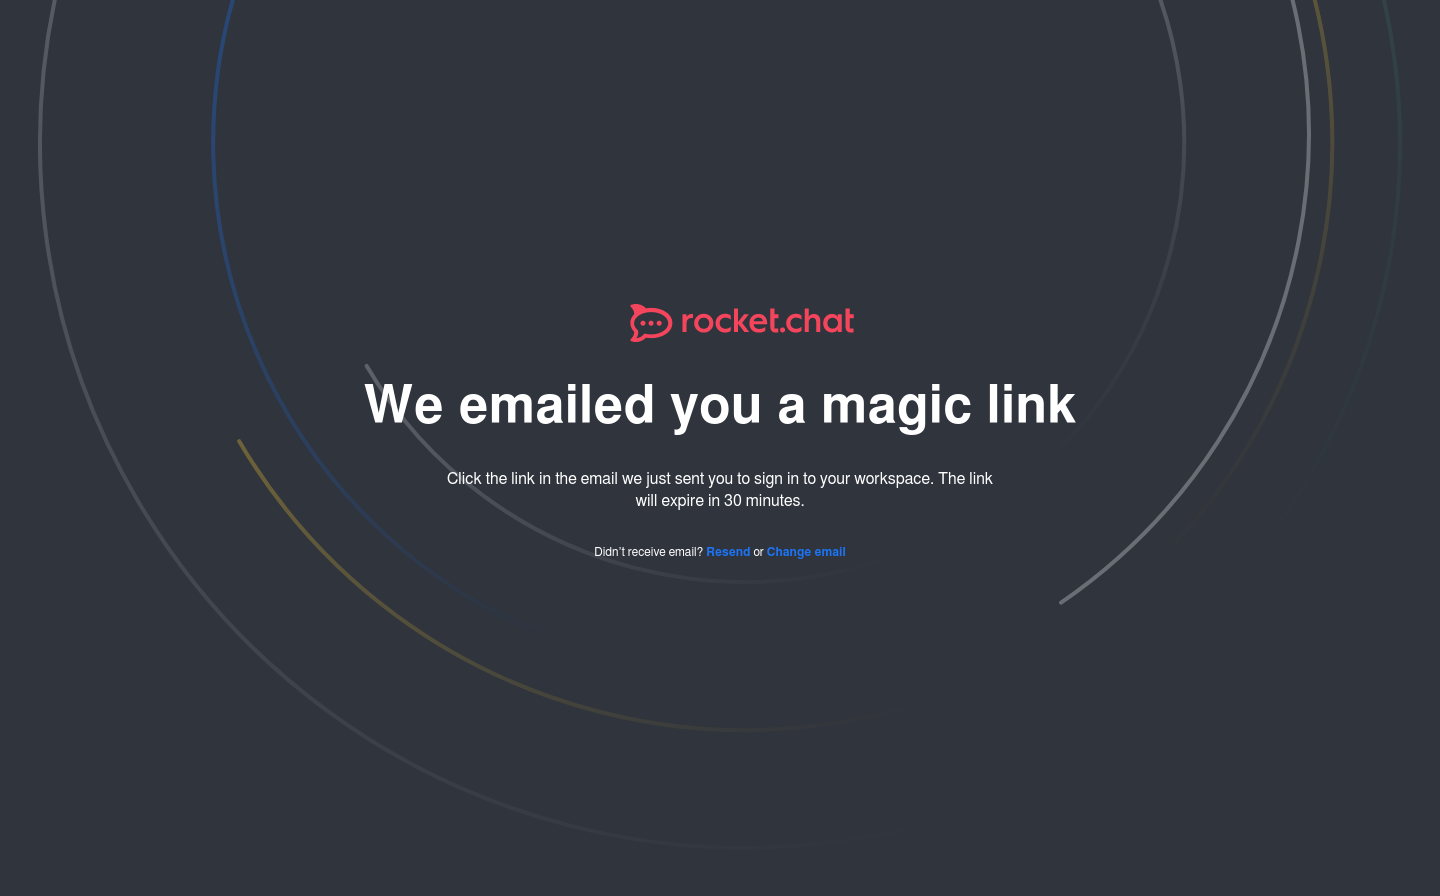 rocket.chat
We emailed you a magic link
Click the link in the email we just sent you to sign in to your workspace. The link
will expire in 30 minutes.
Didn’t receive email? Resend or Change email